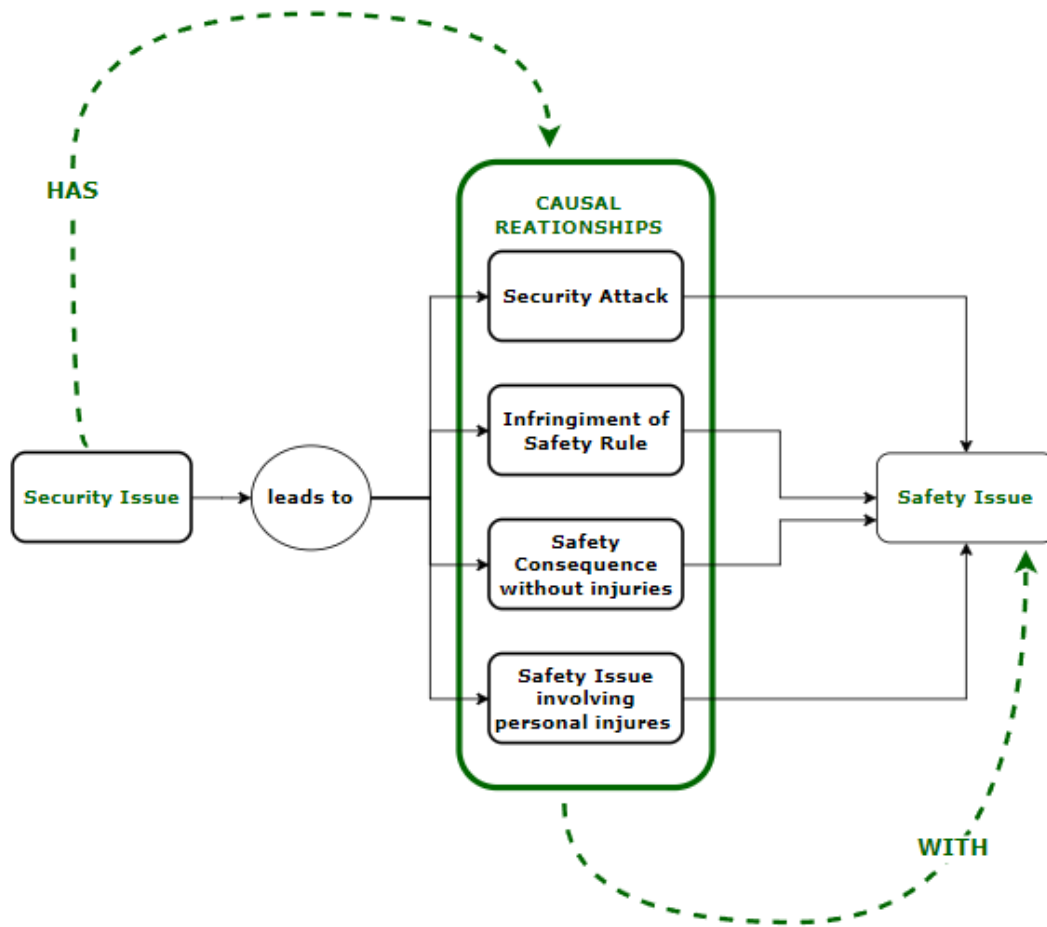 HAS
CAUSAL
REATIONSHIPS
Security Attack
Infringiment of
Safety Rule
Security Issue
leads to
Safety Issue
Safety
Consequence
without injuries
Safety Issue
involving
personal injures
WITH